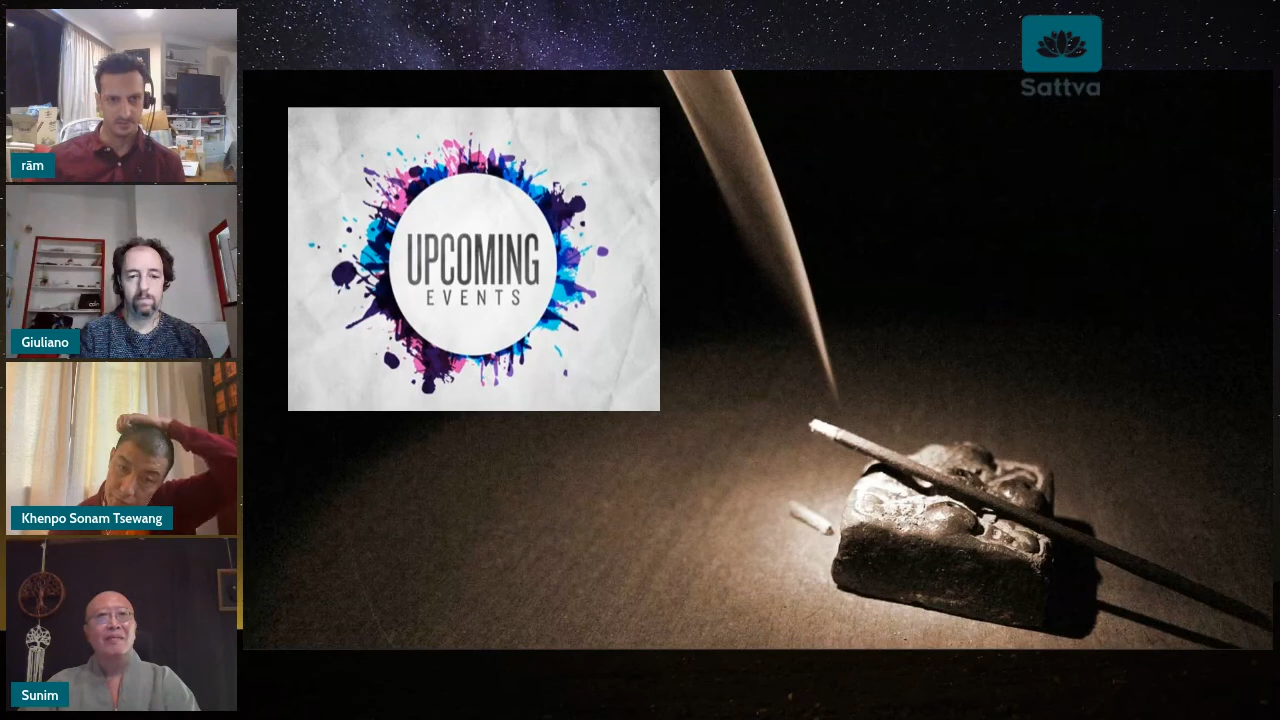 rām
Giuliano
Khenpo Sonam Tsewang
Sunim
UPCOMING
EVENTS
Sattva